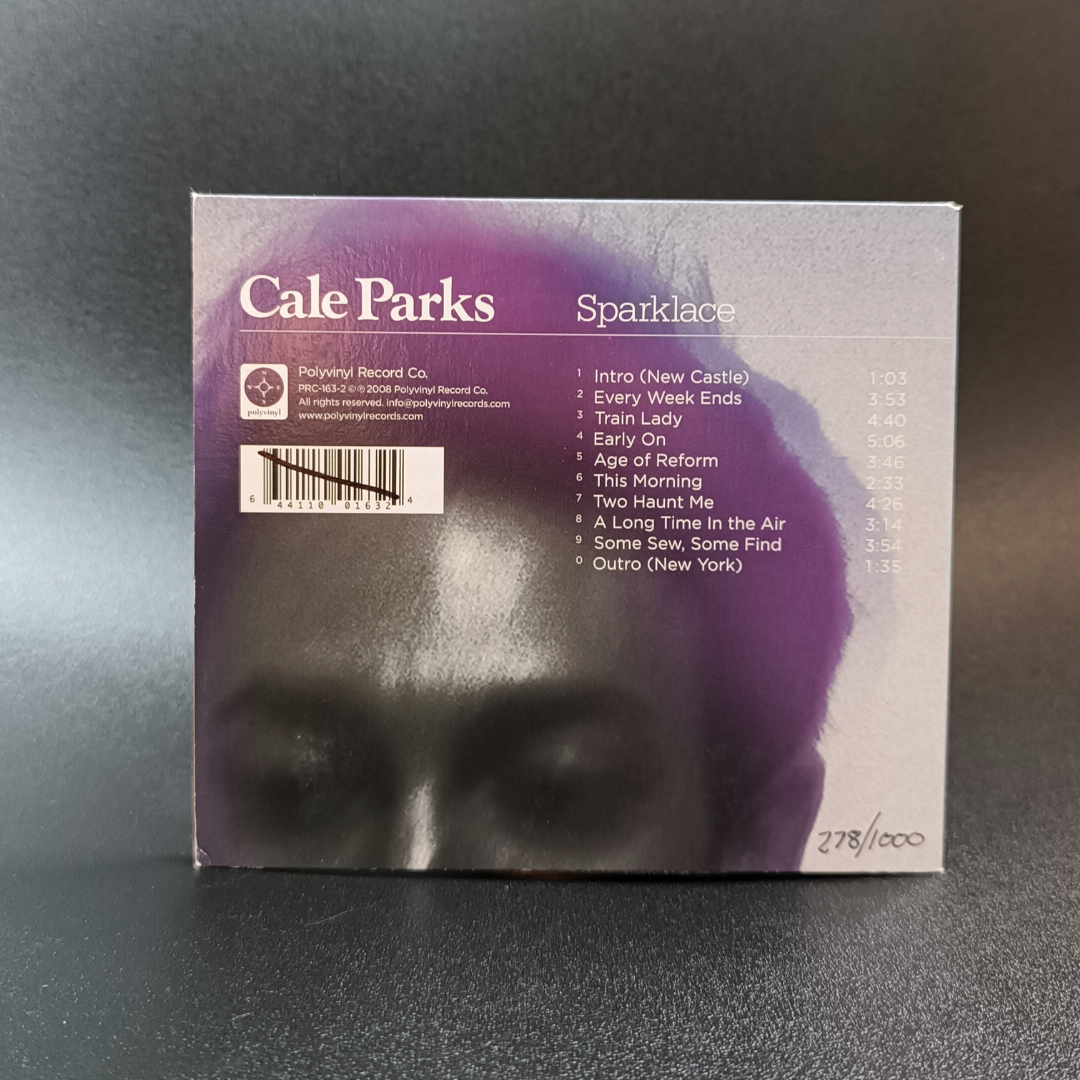 Cale Parks
Sparklace
N
W E
S
polyvinyl
Polyvinyl Record Co.
PRC-163-2 ©℗ 2008 Polyvinyl Record Co.
All rights reserved. info@polyvinylrecords.com
www.polyvinylrecords.com
6 44110 01632 4
1 Intro (New Castle) 1:03
2 Every Week Ends 3:53
3 Train Lady 4:40
4 Early On 5:06
5 Age of Reform 3:46
6 This Morning 2:33
7 Two Haunt Me 4:26
8 A Long Time In the Air 3:14
9 Some Sew, Some Find 3:54
0 Outro (New York) 1:35
278/1000